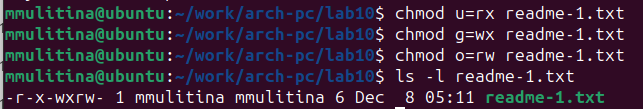 mmulitina@ubuntu:~/work/arch-pc/lab10$ chmod u=rx readme-1.txt
mmulitina@ubuntu:~/work/arch-pc/lab10$ chmod g=wx readme-1.txt
mmulitina@ubuntu:~/work/arch-pc/lab10$ chmod o=rw readme-1.txt
mmulitina@ubuntu:~/work/arch-pc/lab10$ ls -l readme-1.txt
-r-x-wxrw- 1 mmulitina mmulitina 6 Dec  8 05:11 readme-1.txt